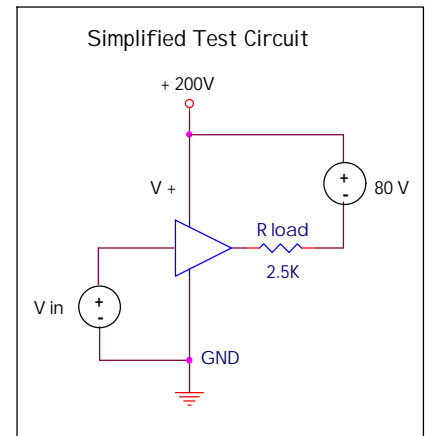 Simplified Test Circuit
+ 200V
V +
+
-
80 V
R load
2.5K
V in
+
-
GND